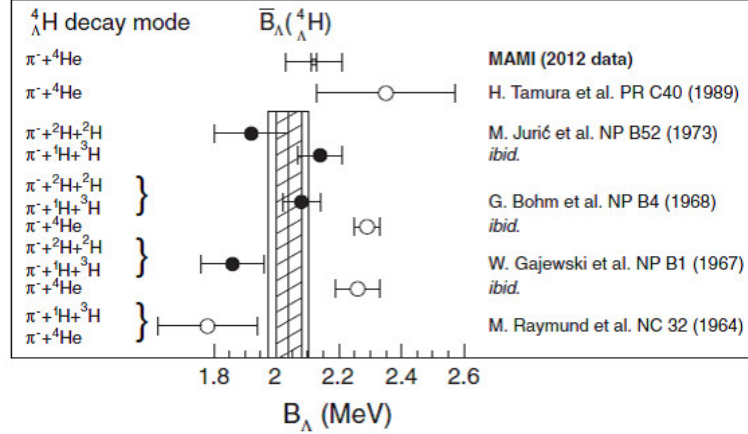 ⁴ΛH decay mode B̅Λ(⁴ΛH)
π⁻+⁴He MAMI (2012 data)
π⁻+⁴He H. Tamura et al. PR C40 (1989)
π⁻+²H+²H M. Jurić et al. NP B52 (1973)
π⁻+¹H+³H ibid.
π⁻+²H+²H
π⁻+¹H+³H } G. Bohm et al. NP B4 (1968)
π⁻+⁴He ibid.
π⁻+²H+²H
π⁻+¹H+³H } W. Gajewski et al. NP B1 (1967)
π⁻+⁴He ibid.
π⁻+¹H+³H
π⁻+⁴He } M. Raymund et al. NC 32 (1964)
1.8 2 2.2 2.4 2.6
BΛ (MeV)